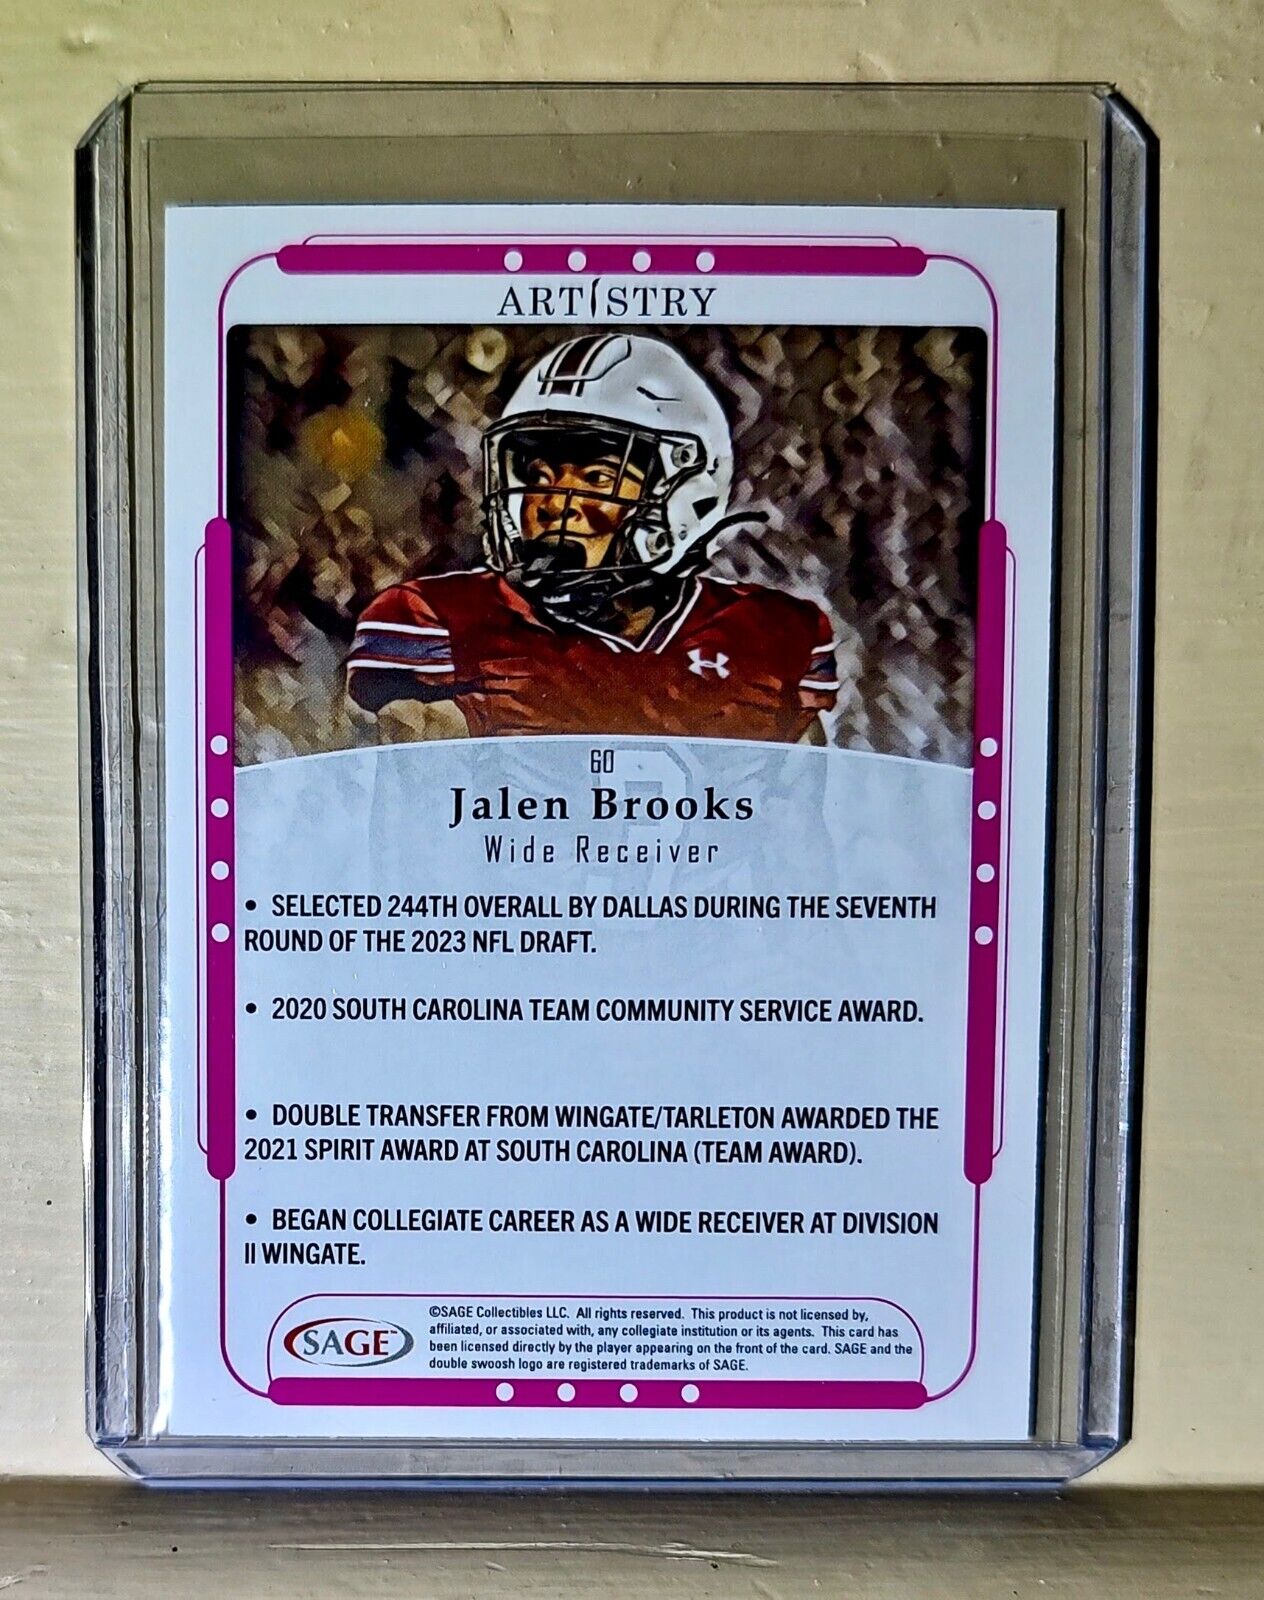 ARTISTRY
60
Jalen Brooks
Wide Receiver
• SELECTED 244TH OVERALL BY DALLAS DURING THE SEVENTH
ROUND OF THE 2023 NFL DRAFT.
• 2020 SOUTH CAROLINA TEAM COMMUNITY SERVICE AWARD.
• DOUBLE TRANSFER FROM WINGATE/TARLETON AWARDED THE
2021 SPIRIT AWARD AT SOUTH CAROLINA (TEAM AWARD).
• BEGAN COLLEGIATE CAREER AS A WIDE RECEIVER AT DIVISION
II WINGATE.
SAGE™
©SAGE Collectibles LLC. All rights reserved. This product is not licensed by,
affiliated, or associated with, any collegiate institution or its agents. This card has
been licensed directly by the player appearing on the front of the card. SAGE and the
double swoosh logo are registered trademarks of SAGE.